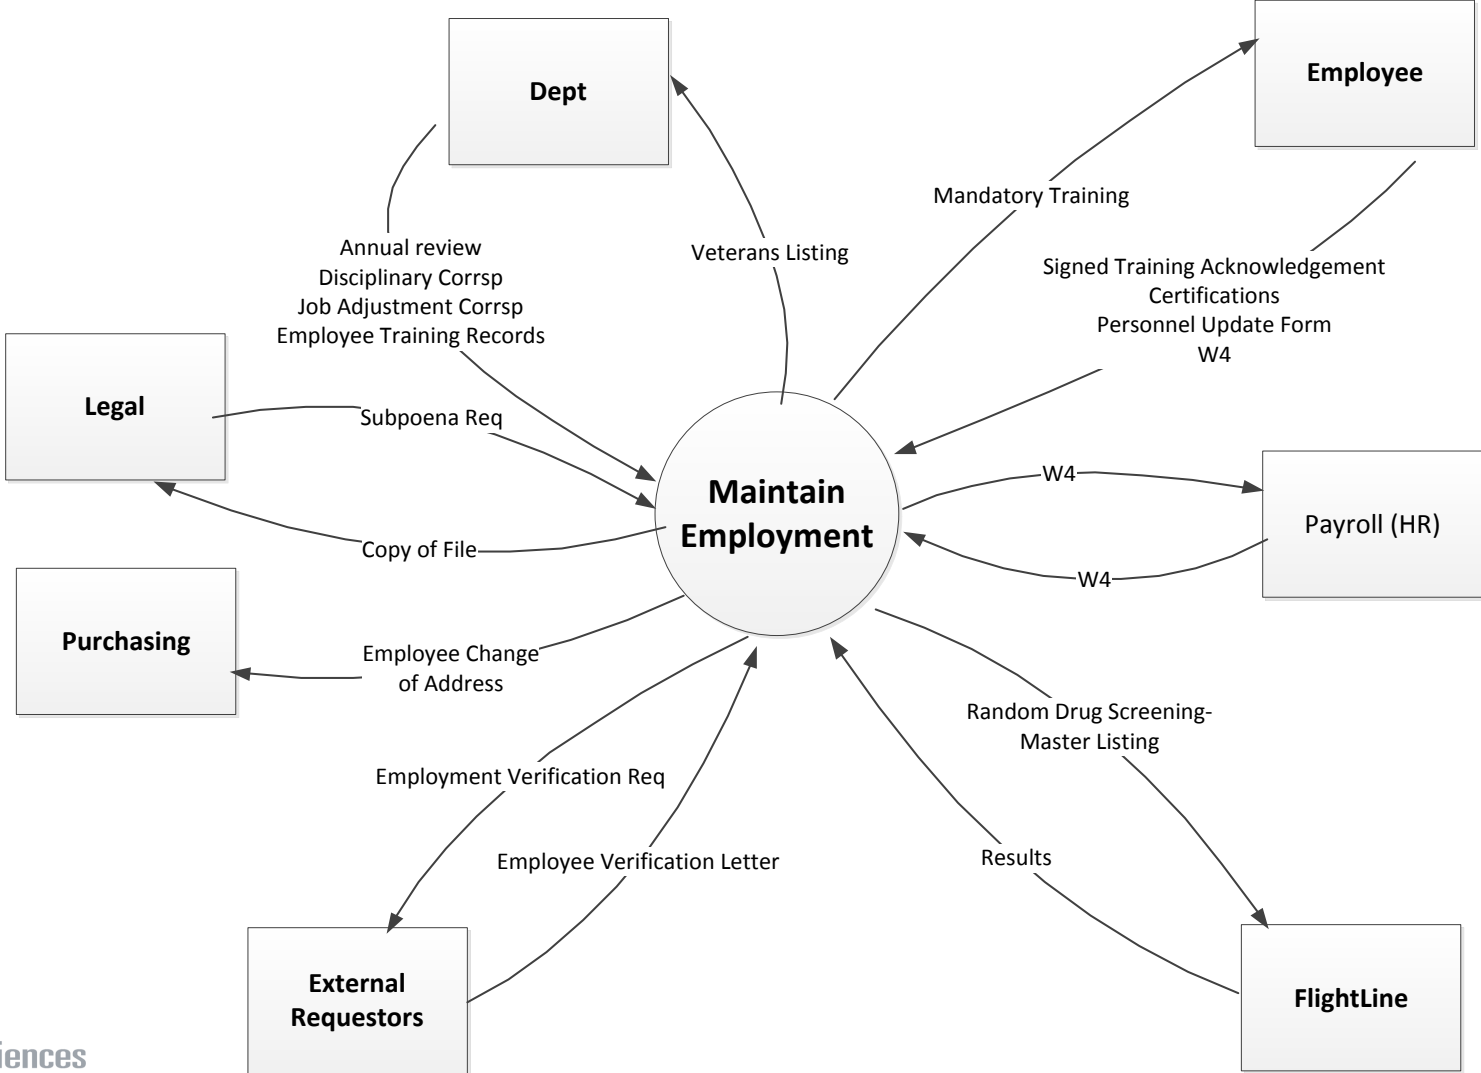 Employee
Dept
Mandatory Training
Annual review
Disciplinary Corrsp
Job Adjustment Corrsp
Employee Training Records
Veterans Listing
Signed Training Acknowledgement
Certifications
Personnel Update Form
W4
Legal
Subpoena Req
Maintain
Employment
W4
Payroll (HR)
Copy of File
W4
Purchasing
Employee Change
of Address
Random Drug Screening-
Master Listing
Employment Verification Req
Employee Verification Letter
Results
External
Requestors
FlightLine
iences